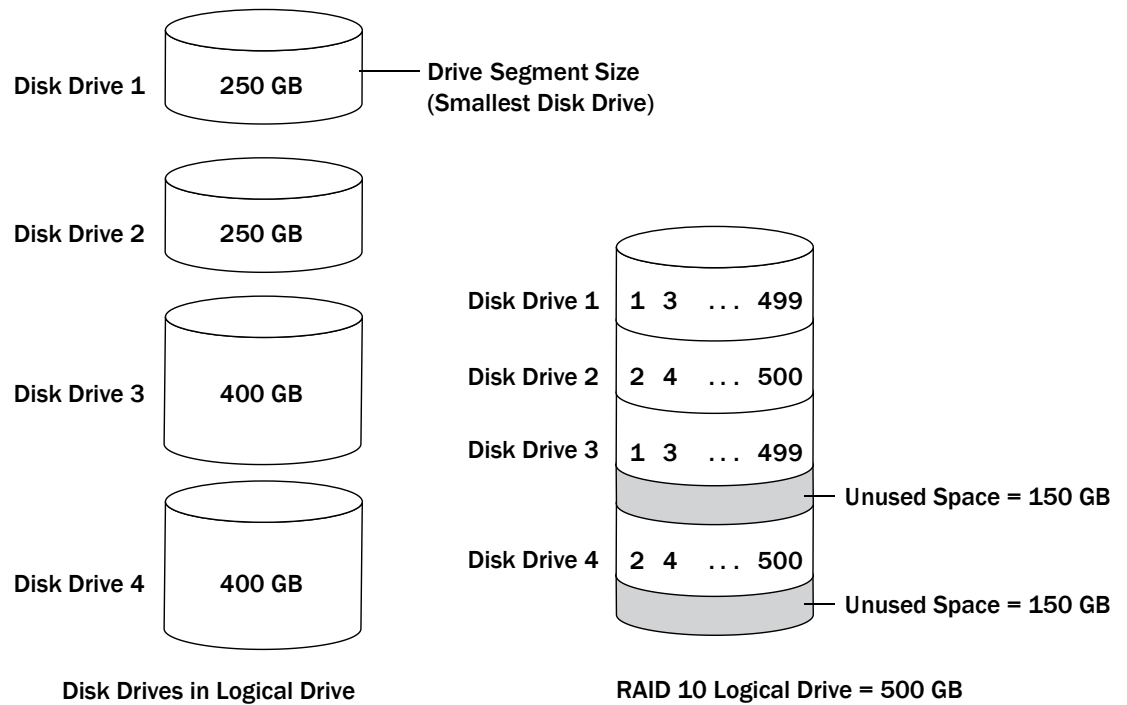 Disk Drive 1
250 GB
Drive Segment Size
(Smallest Disk Drive)
Disk Drive 2
250 GB
Disk Drive 3
400 GB
Disk Drive 4
400 GB
Disk Drives in Logical Drive
Disk Drive 1
1 3 ... 499
Disk Drive 2
2 4 ... 500
Disk Drive 3
1 3 ... 499
Unused Space = 150 GB
Disk Drive 4
2 4 ... 500
Unused Space = 150 GB
RAID 10 Logical Drive = 500 GB